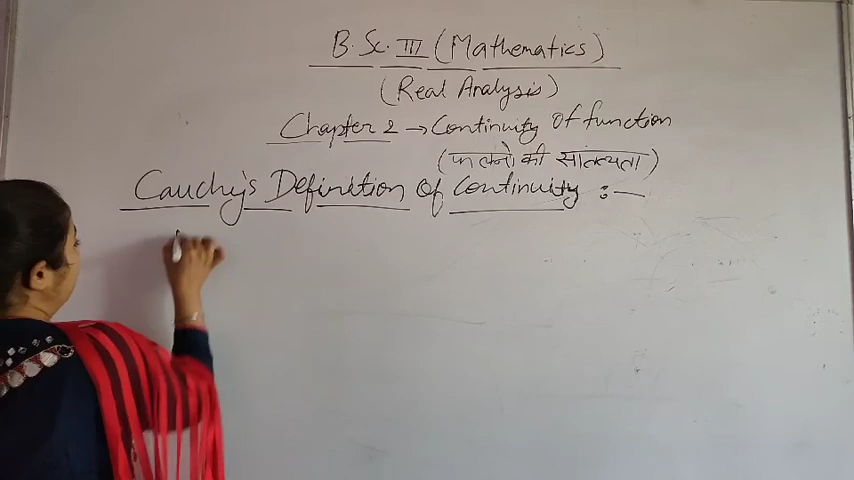 B.Sc. III (Mathematics)
(Real Analysis)
Chapter 2 → Continuity of function
(फलनो की सांतत्यता)
Cauchy's Definition of Continuity :—